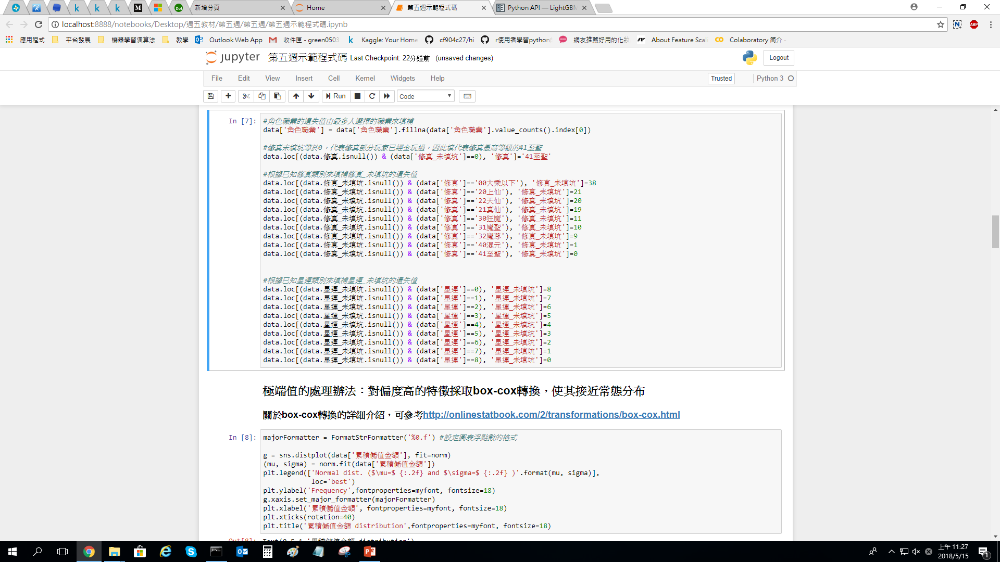 新增分頁
Home
第五週示範程式碼
Python API — LightGBM
localhost:8888/notebooks/Desktop/週五教材/第五週/第五週/第五週示範程式碼.ipynb
應用程式 平台發展 機器學習演算法 教學 Outlook Web App 收件匣 - green0503 Kaggle: Your Home cf904c27/hi r使用者學習python 網友推薦好用的化妝 About Feature Scali Colaboratory 簡介 -
jupyter 第五週示範程式碼 Last Checkpoint: 22分鐘前 (unsaved changes) Logout
File Edit View Insert Cell Kernel Widgets Help Trusted Python 3
Run Code
In [7]:
#角色職業的遺失值由最多人選擇的職業來填補
data['角色職業'] = data['角色職業'].fillna(data['角色職業'].value_counts().index[0])
#修真未填坑等於0，代表修真部分玩家已經全玩過，因此填代表修真最高等級的41至聖
data.loc[(data.修真.isnull()) & (data['修真_未填坑']==0), '修真']='41至聖'
#根據已知修真類別來填補修真_未填坑的遺失值
data.loc[(data.修真_未填坑.isnull()) & (data['修真']=='00大乘以下'), '修真_未填坑']=38
data.loc[(data.修真_未填坑.isnull()) & (data['修真']=='20上仙'), '修真_未填坑']=21
data.loc[(data.修真_未填坑.isnull()) & (data['修真']=='22天仙'), '修真_未填坑']=20
data.loc[(data.修真_未填坑.isnull()) & (data['修真']=='21真仙'), '修真_未填坑']=19
data.loc[(data.修真_未填坑.isnull()) & (data['修真']=='30狂魔'), '修真_未填坑']=11
data.loc[(data.修真_未填坑.isnull()) & (data['修真']=='31魔聖'), '修真_未填坑']=10
data.loc[(data.修真_未填坑.isnull()) & (data['修真']=='32魔尊'), '修真_未填坑']=9
data.loc[(data.修真_未填坑.isnull()) & (data['修真']=='40混元'), '修真_未填坑']=1
data.loc[(data.修真_未填坑.isnull()) & (data['修真']=='41至聖'), '修真_未填坑']=0
#根據已知星運類別來填補星運_未填坑的遺失值
data.loc[(data.星運_未填坑.isnull()) & (data['星運']==0), '星運_未填坑']=8
data.loc[(data.星運_未填坑.isnull()) & (data['星運']==1), '星運_未填坑']=7
data.loc[(data.星運_未填坑.isnull()) & (data['星運']==2), '星運_未填坑']=6
data.loc[(data.星運_未填坑.isnull()) & (data['星運']==3), '星運_未填坑']=5
data.loc[(data.星運_未填坑.isnull()) & (data['星運']==4), '星運_未填坑']=4
data.loc[(data.星運_未填坑.isnull()) & (data['星運']==5), '星運_未填坑']=3
data.loc[(data.星運_未填坑.isnull()) & (data['星運']==6), '星運_未填坑']=2
data.loc[(data.星運_未填坑.isnull()) & (data['星運']==7), '星運_未填坑']=1
data.loc[(data.星運_未填坑.isnull()) & (data['星運']==8), '星運_未填坑']=0
極端值的處理辦法：對偏度高的特徵採取box-cox轉換，使其接近常態分布
關於box-cox轉換的詳細介紹，可參考http://onlinestatbook.com/2/transformations/box-cox.html
In [8]:
majorFormatter = FormatStrFormatter('%0.f') #設定圖表浮點數的格式
g = sns.distplot(data['累積儲值金額'], fit=norm)
(mu, sigma) = norm.fit(data['累積儲值金額'])
plt.legend(['Normal dist. ($\mu=$ {:.2f} and $\sigma=$ {:.2f} )'.format(mu, sigma)],
loc='best')
plt.ylabel('Frequency',fontproperties=myfont, fontsize=18)
g.xaxis.set_major_formatter(majorFormatter)
plt.xlabel('累積儲值金額', fontproperties=myfont, fontsize=18)
plt.xticks(rotation=40)
plt.title('累積儲值金額 distribution',fontproperties=myfont, fontsize=18)
Out[8]: Text(0.5,1,'累積儲值金額 distribution')
上午 11:27
2018/5/15